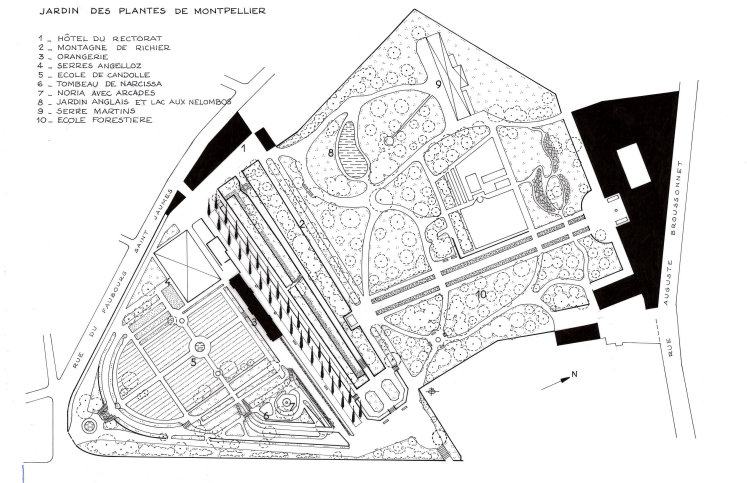 JARDIN DES PLANTES DE MONTPELLIER
1 _ HÔTEL DU RECTORAT
2 _ MONTAGNE DE RICHIER
3 _ ORANGERIE
4 _ SERRES ANGELLOZ
5 _ ECOLE DE CANDOLLE
6 _ TOMBEAU DE NARCISSA
7 _ NORIA AVEC ARCADES
8 _ JARDIN ANGLAIS ET LAC AUX NELOMBOS
9 _ SERRE MARTINS
10 _ ECOLE FORESTIERE
9
1
8
2
RUE DU FAUBOURG SAINT JAUMES
RUE AUGUSTE BROUSSONNET
10
3
5
N
7
6